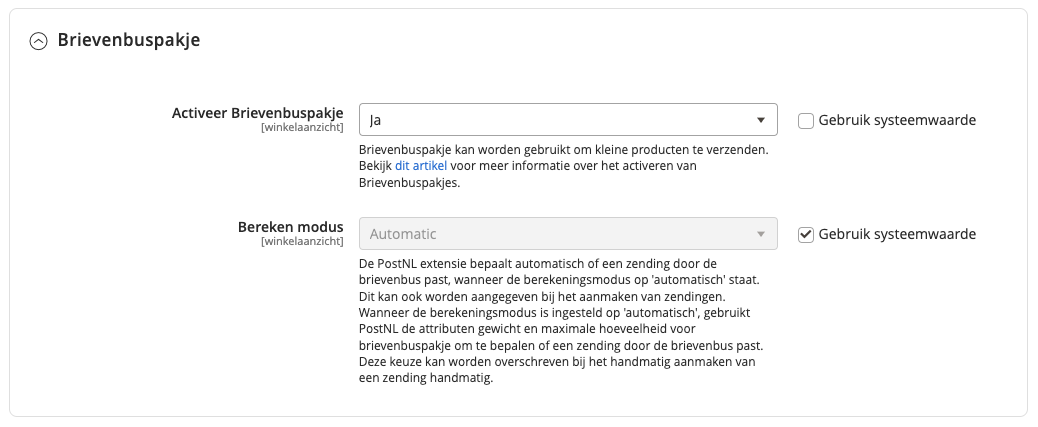 Brievenbuspakje
Activeer Brievenbuspakje
[winkelaanzicht]
Ja
Gebruik systeemwaarde
Brievenbuspakje kan worden gebruikt om kleine producten te verzenden.
Bekijk dit artikel voor meer informatie over het activeren van
Brievenbuspakjes.
Bereken modus
[winkelaanzicht]
Automatic
Gebruik systeemwaarde
De PostNL extensie bepaalt automatisch of een zending door de
brievenbus past, wanneer de berekeningsmodus op 'automatisch' staat.
Dit kan ook worden aangegeven bij het aanmaken van zendingen.
Wanneer de berekeningsmodus is ingesteld op 'automatisch', gebruikt
PostNL de attributen gewicht en maximale hoeveelheid voor
brievenbuspakje om te bepalen of een zending door de brievenbus past.
Deze keuze kan worden overschreven bij het handmatig aanmaken van
een zending handmatig.